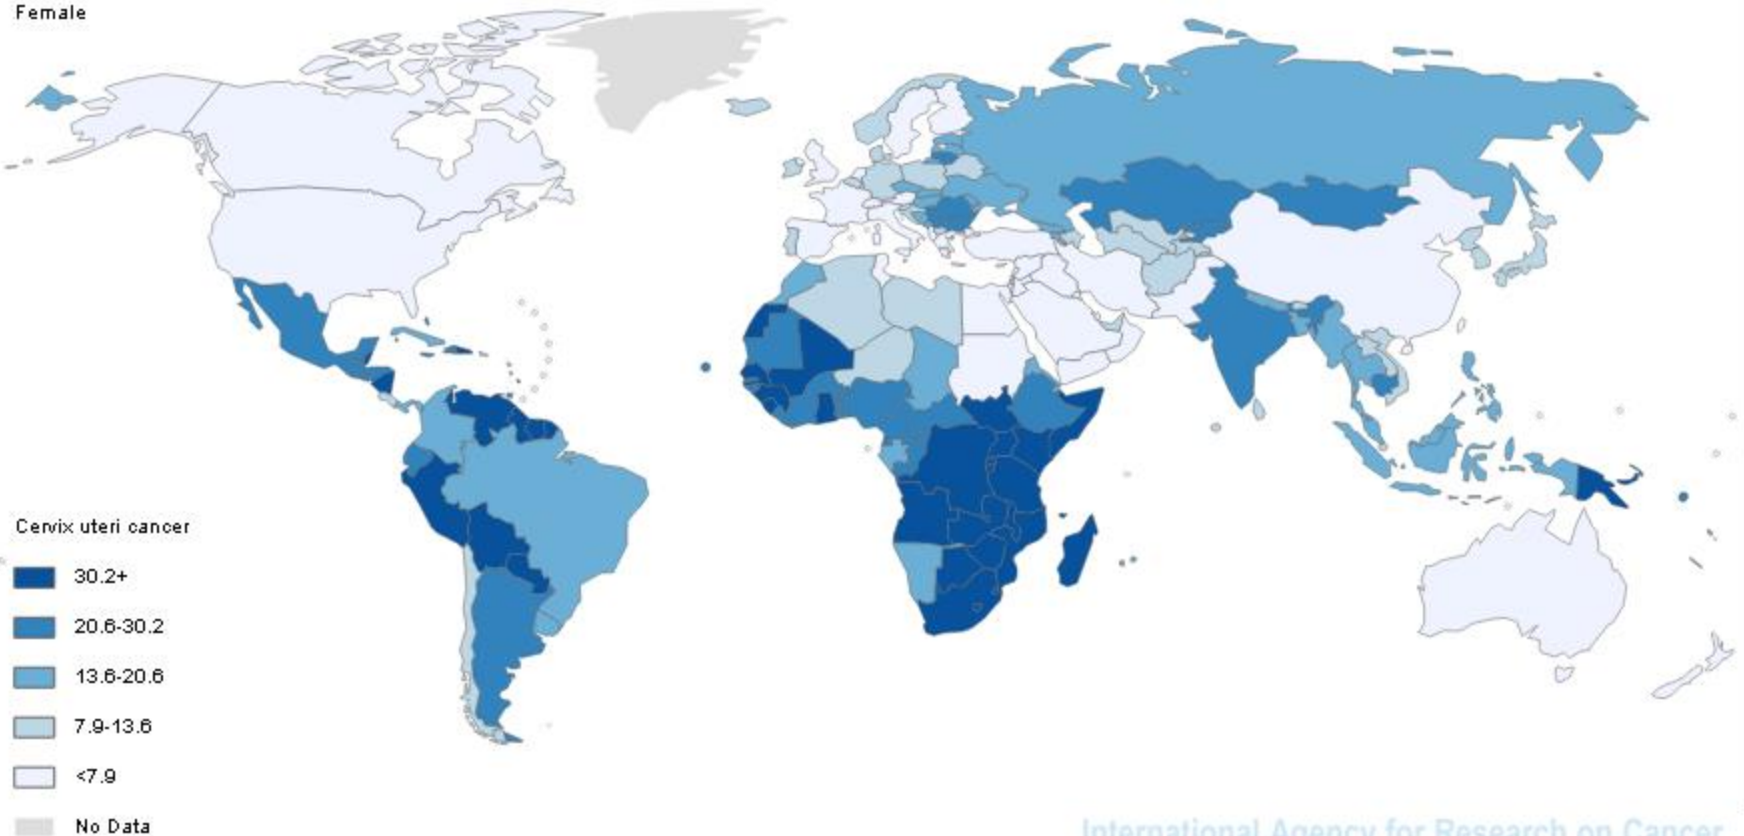 Female
Cervix uteri cancer
30.2+
20.6-30.2
13.6-20.6
7.9-13.6
<7.9
No Data
International Agency for Research on Cancer